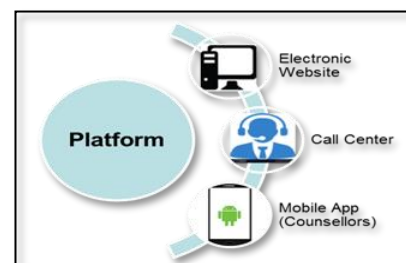 Electronic
Website
Platform
Call Center
Mobile App
(Counsellors)